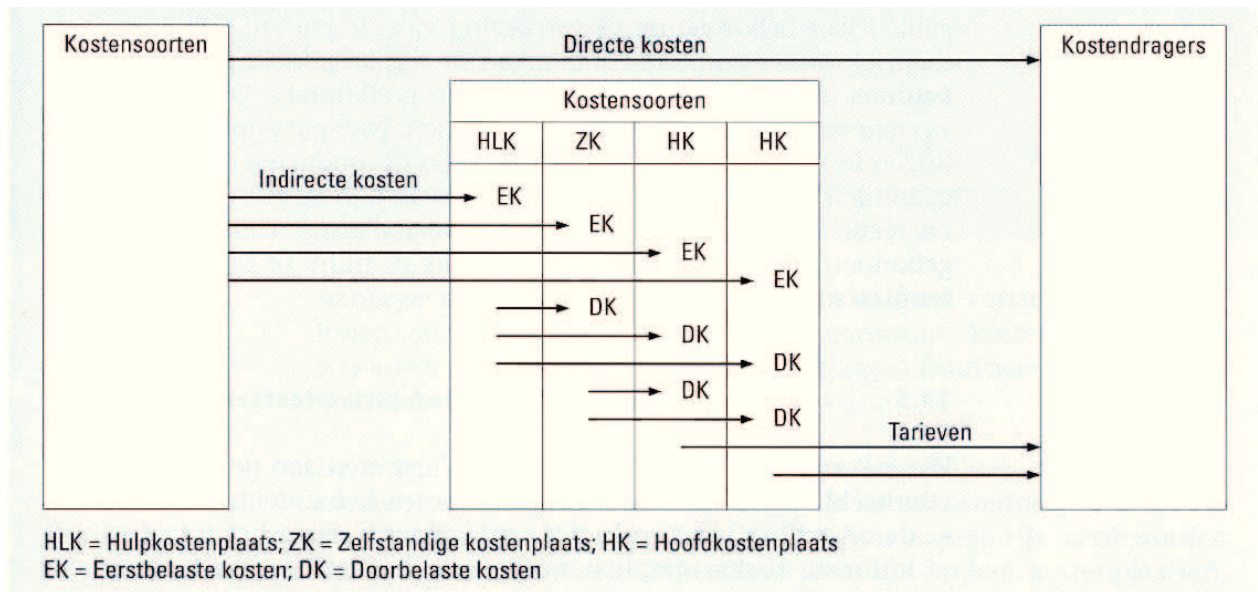 Kostensoorten
Directe kosten
Kostendragers
Kostensoorten
HLK ZK HK HK
Indirecte kosten
EK
EK
EK
EK
DK
DK
DK
DK
DK
Tarieven
HLK = Hulpkostenplaats; ZK = Zelfstandige kostenplaats; HK = Hoofdkostenplaats
EK = Eerstbelaste kosten; DK = Doorbelaste kosten